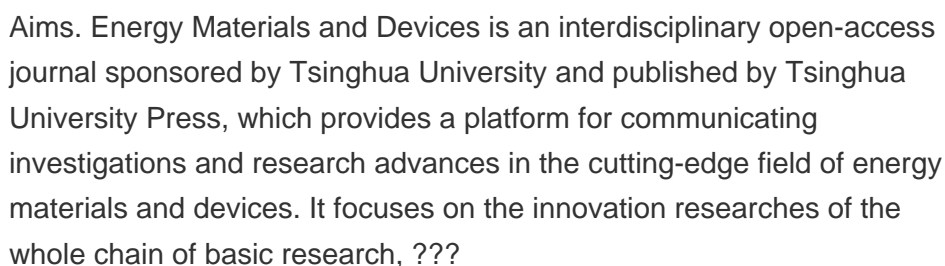 Aims. Energy Materials and Devices is an interdisciplinary open-access
journal sponsored by Tsinghua University and published by Tsinghua
University Press, which provides a platform for communicating
investigations and research advances in the cutting-edge field of energy
materials and devices. It focuses on the innovation researches of the
whole chain of basic research, ???